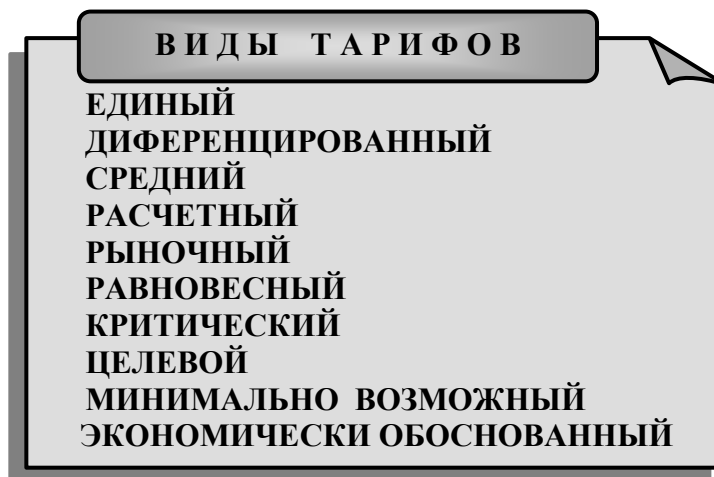 ВИДЫ ТАРИФОВ
ЕДИНЫЙ
ДИФЕРЕНЦИРОВАННЫЙ
СРЕДНИЙ
РАСЧЕТНЫЙ
РЫНОЧНЫЙ
РАВНОВЕСНЫЙ
КРИТИЧЕСКИЙ
ЦЕЛЕВОЙ
МИНИМАЛЬНО ВОЗМОЖНЫЙ
ЭКОНОМИЧЕСКИ ОБОСНОВАННЫЙ